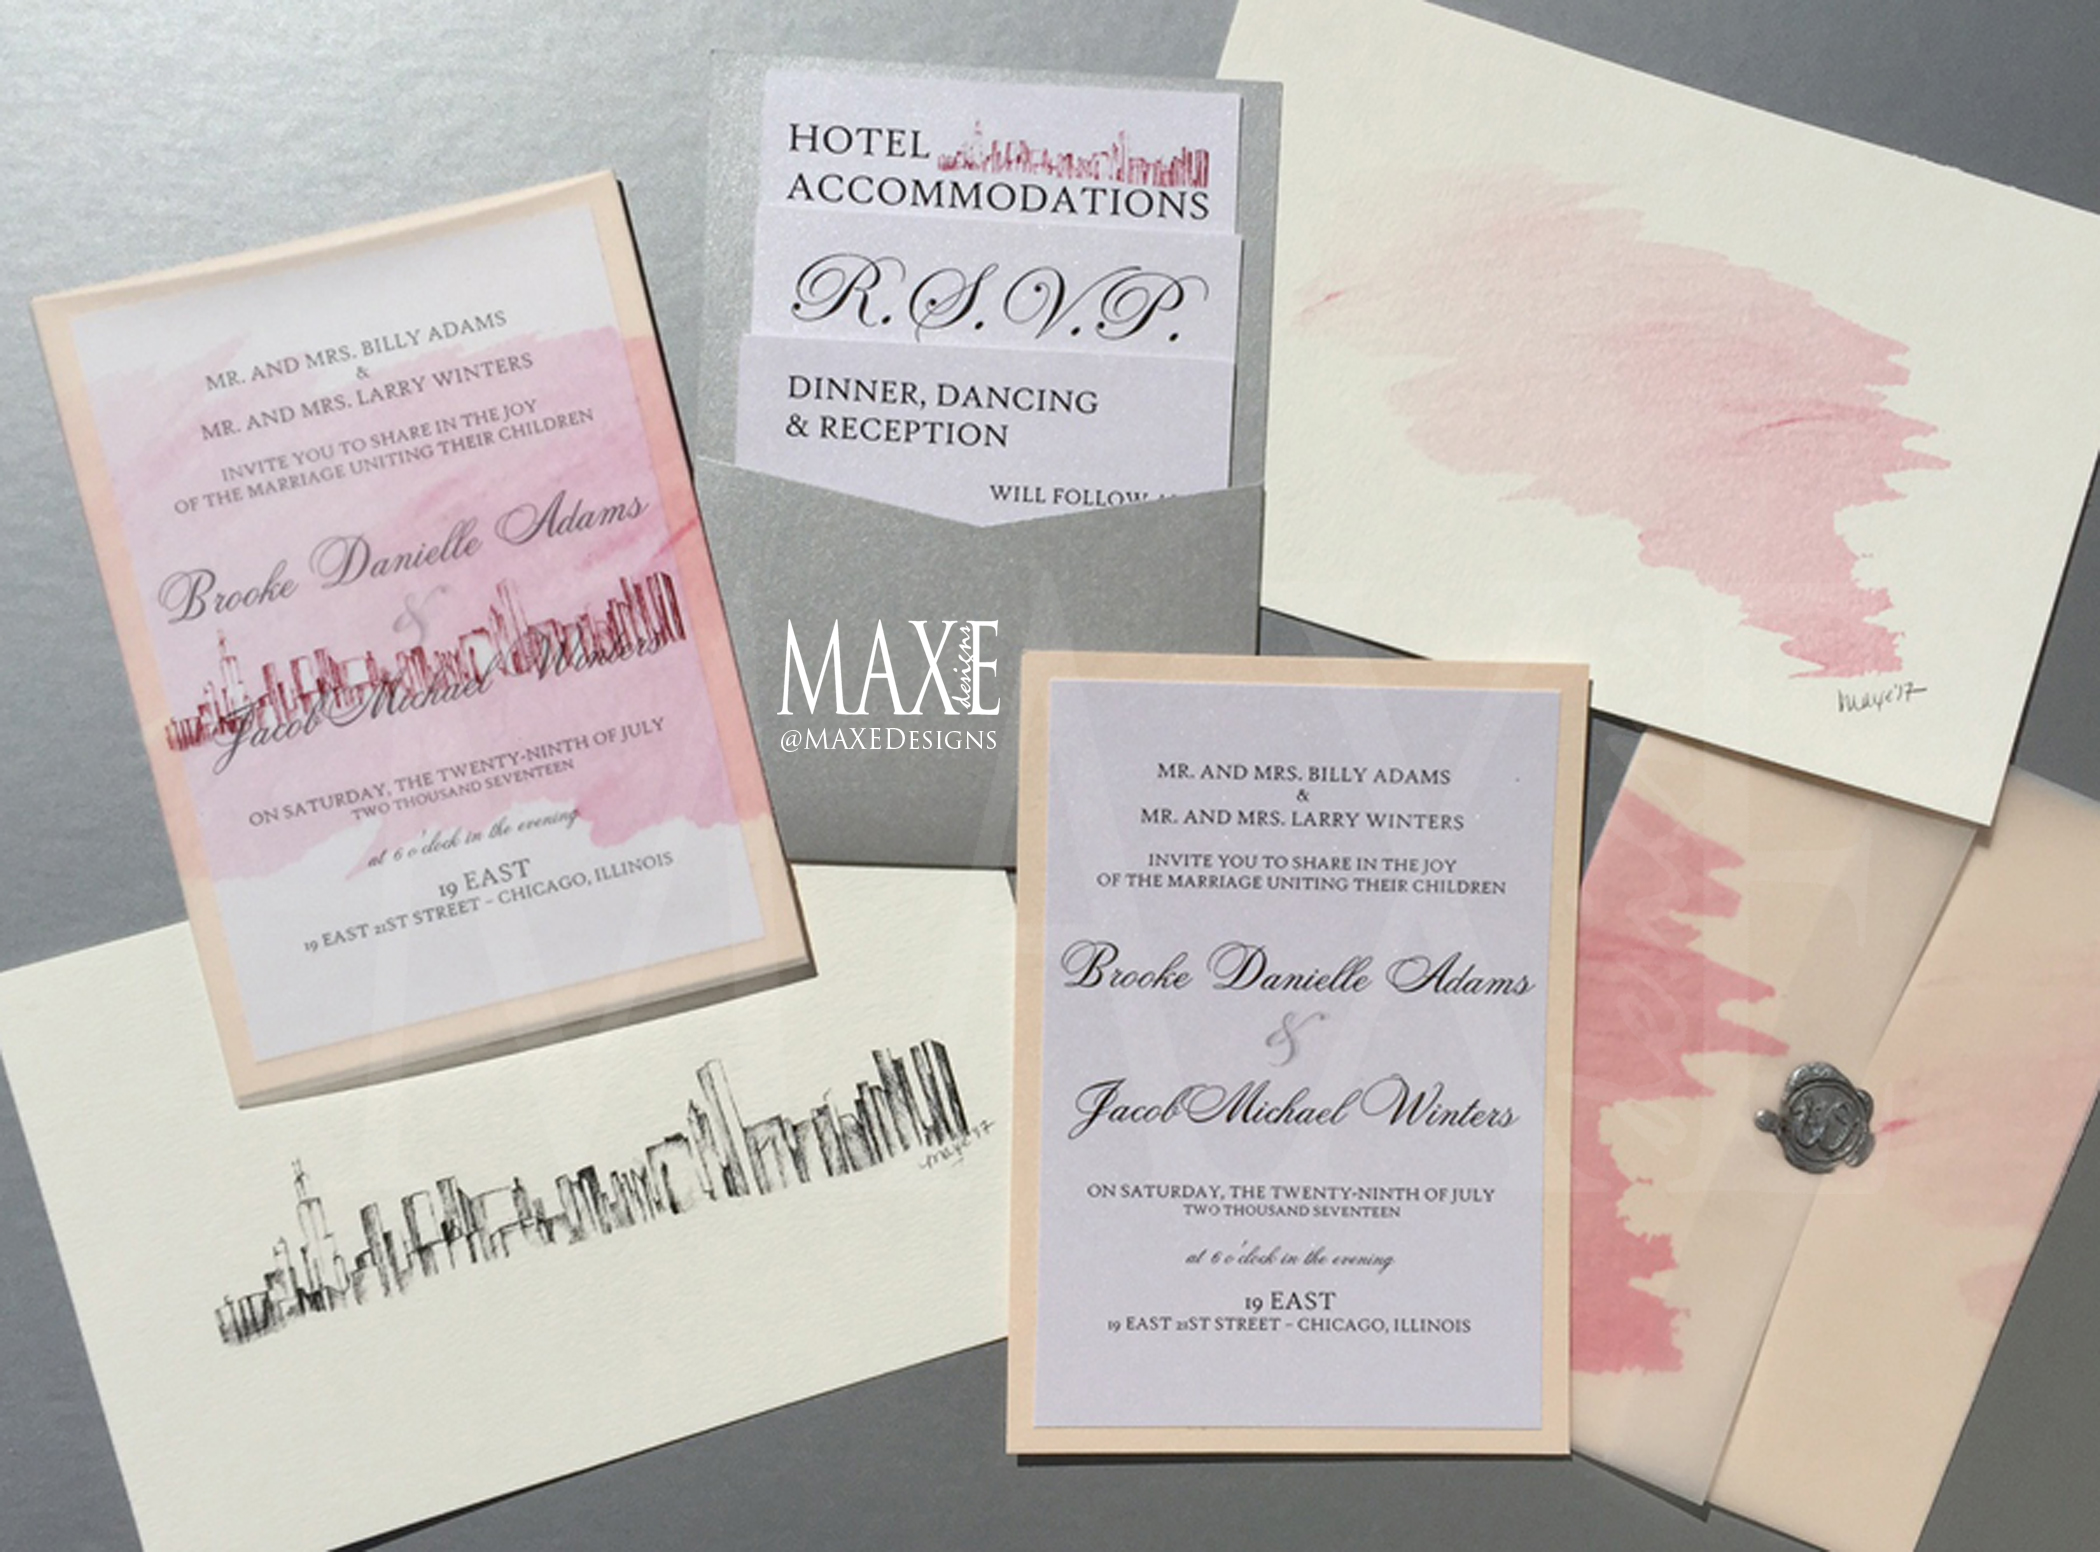 HOTEL
ACCOMMODATIONS
R.S.V.P.
DINNER, DANCING
& RECEPTION
WILL FOLLOW
MR. AND MRS. BILLY ADAMS
&
MR. AND MRS. LARRY WINTERS
INVITE YOU TO SHARE IN THE JOY
OF THE MARRIAGE UNITING THEIR CHILDREN
Brooke Danielle Adams
&
Jacob Michael Winters
ON SATURDAY, THE TWENTY-NINTH OF JULY
TWO THOUSAND SEVENTEEN
at 6 o'clock in the evening
19 EAST
19 EAST 21ST STREET – CHICAGO, ILLINOIS
MAXE
designs
@MAXEDESIGNS
maxe'17
MR. AND MRS. BILLY ADAMS
&
MR. AND MRS. LARRY WINTERS
INVITE YOU TO SHARE IN THE JOY
OF THE MARRIAGE UNITING THEIR CHILDREN
Brooke Danielle Adams
&
Jacob Michael Winters
ON SATURDAY, THE TWENTY-NINTH OF JULY
TWO THOUSAND SEVENTEEN
at 6 o'clock in the evening
19 EAST
19 EAST 21ST STREET – CHICAGO, ILLINOIS
maxe'17